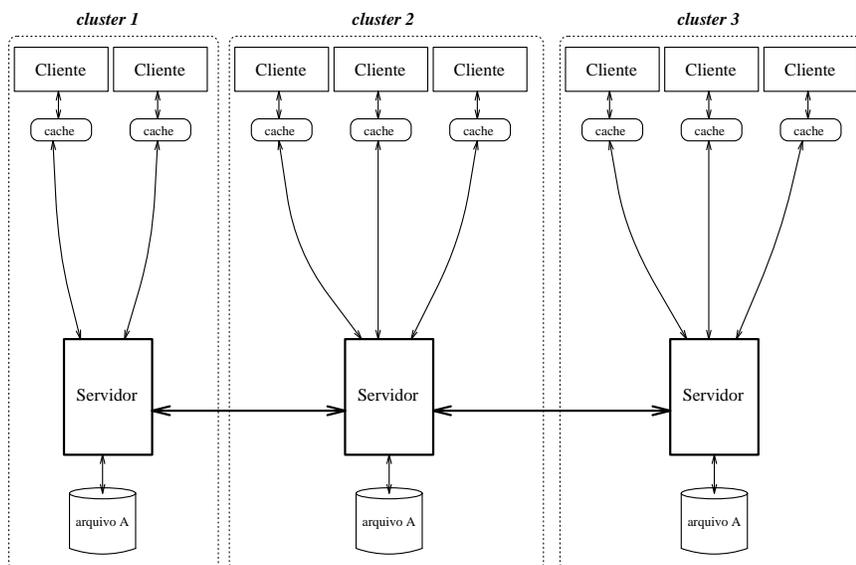 cluster 1
cluster 2
cluster 3
Cliente
Cliente
Cliente
Cliente
Cliente
Cliente
Cliente
Cliente
cache
cache
cache
cache
cache
cache
cache
cache
Servidor
Servidor
Servidor
arquivo A
arquivo A
arquivo A